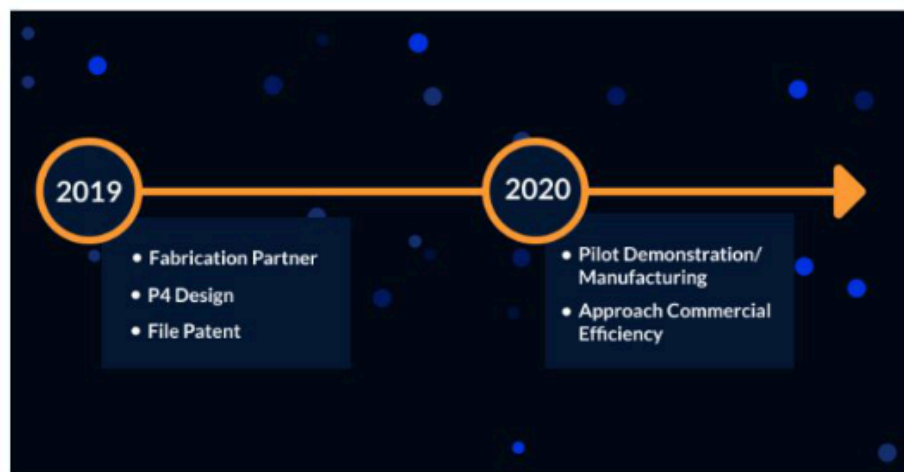 2019
• Fabrication Partner
• P4 Design
• File Patent
2020
• Pilot Demonstration/
Manufacturing
• Approach Commercial
Efficiency